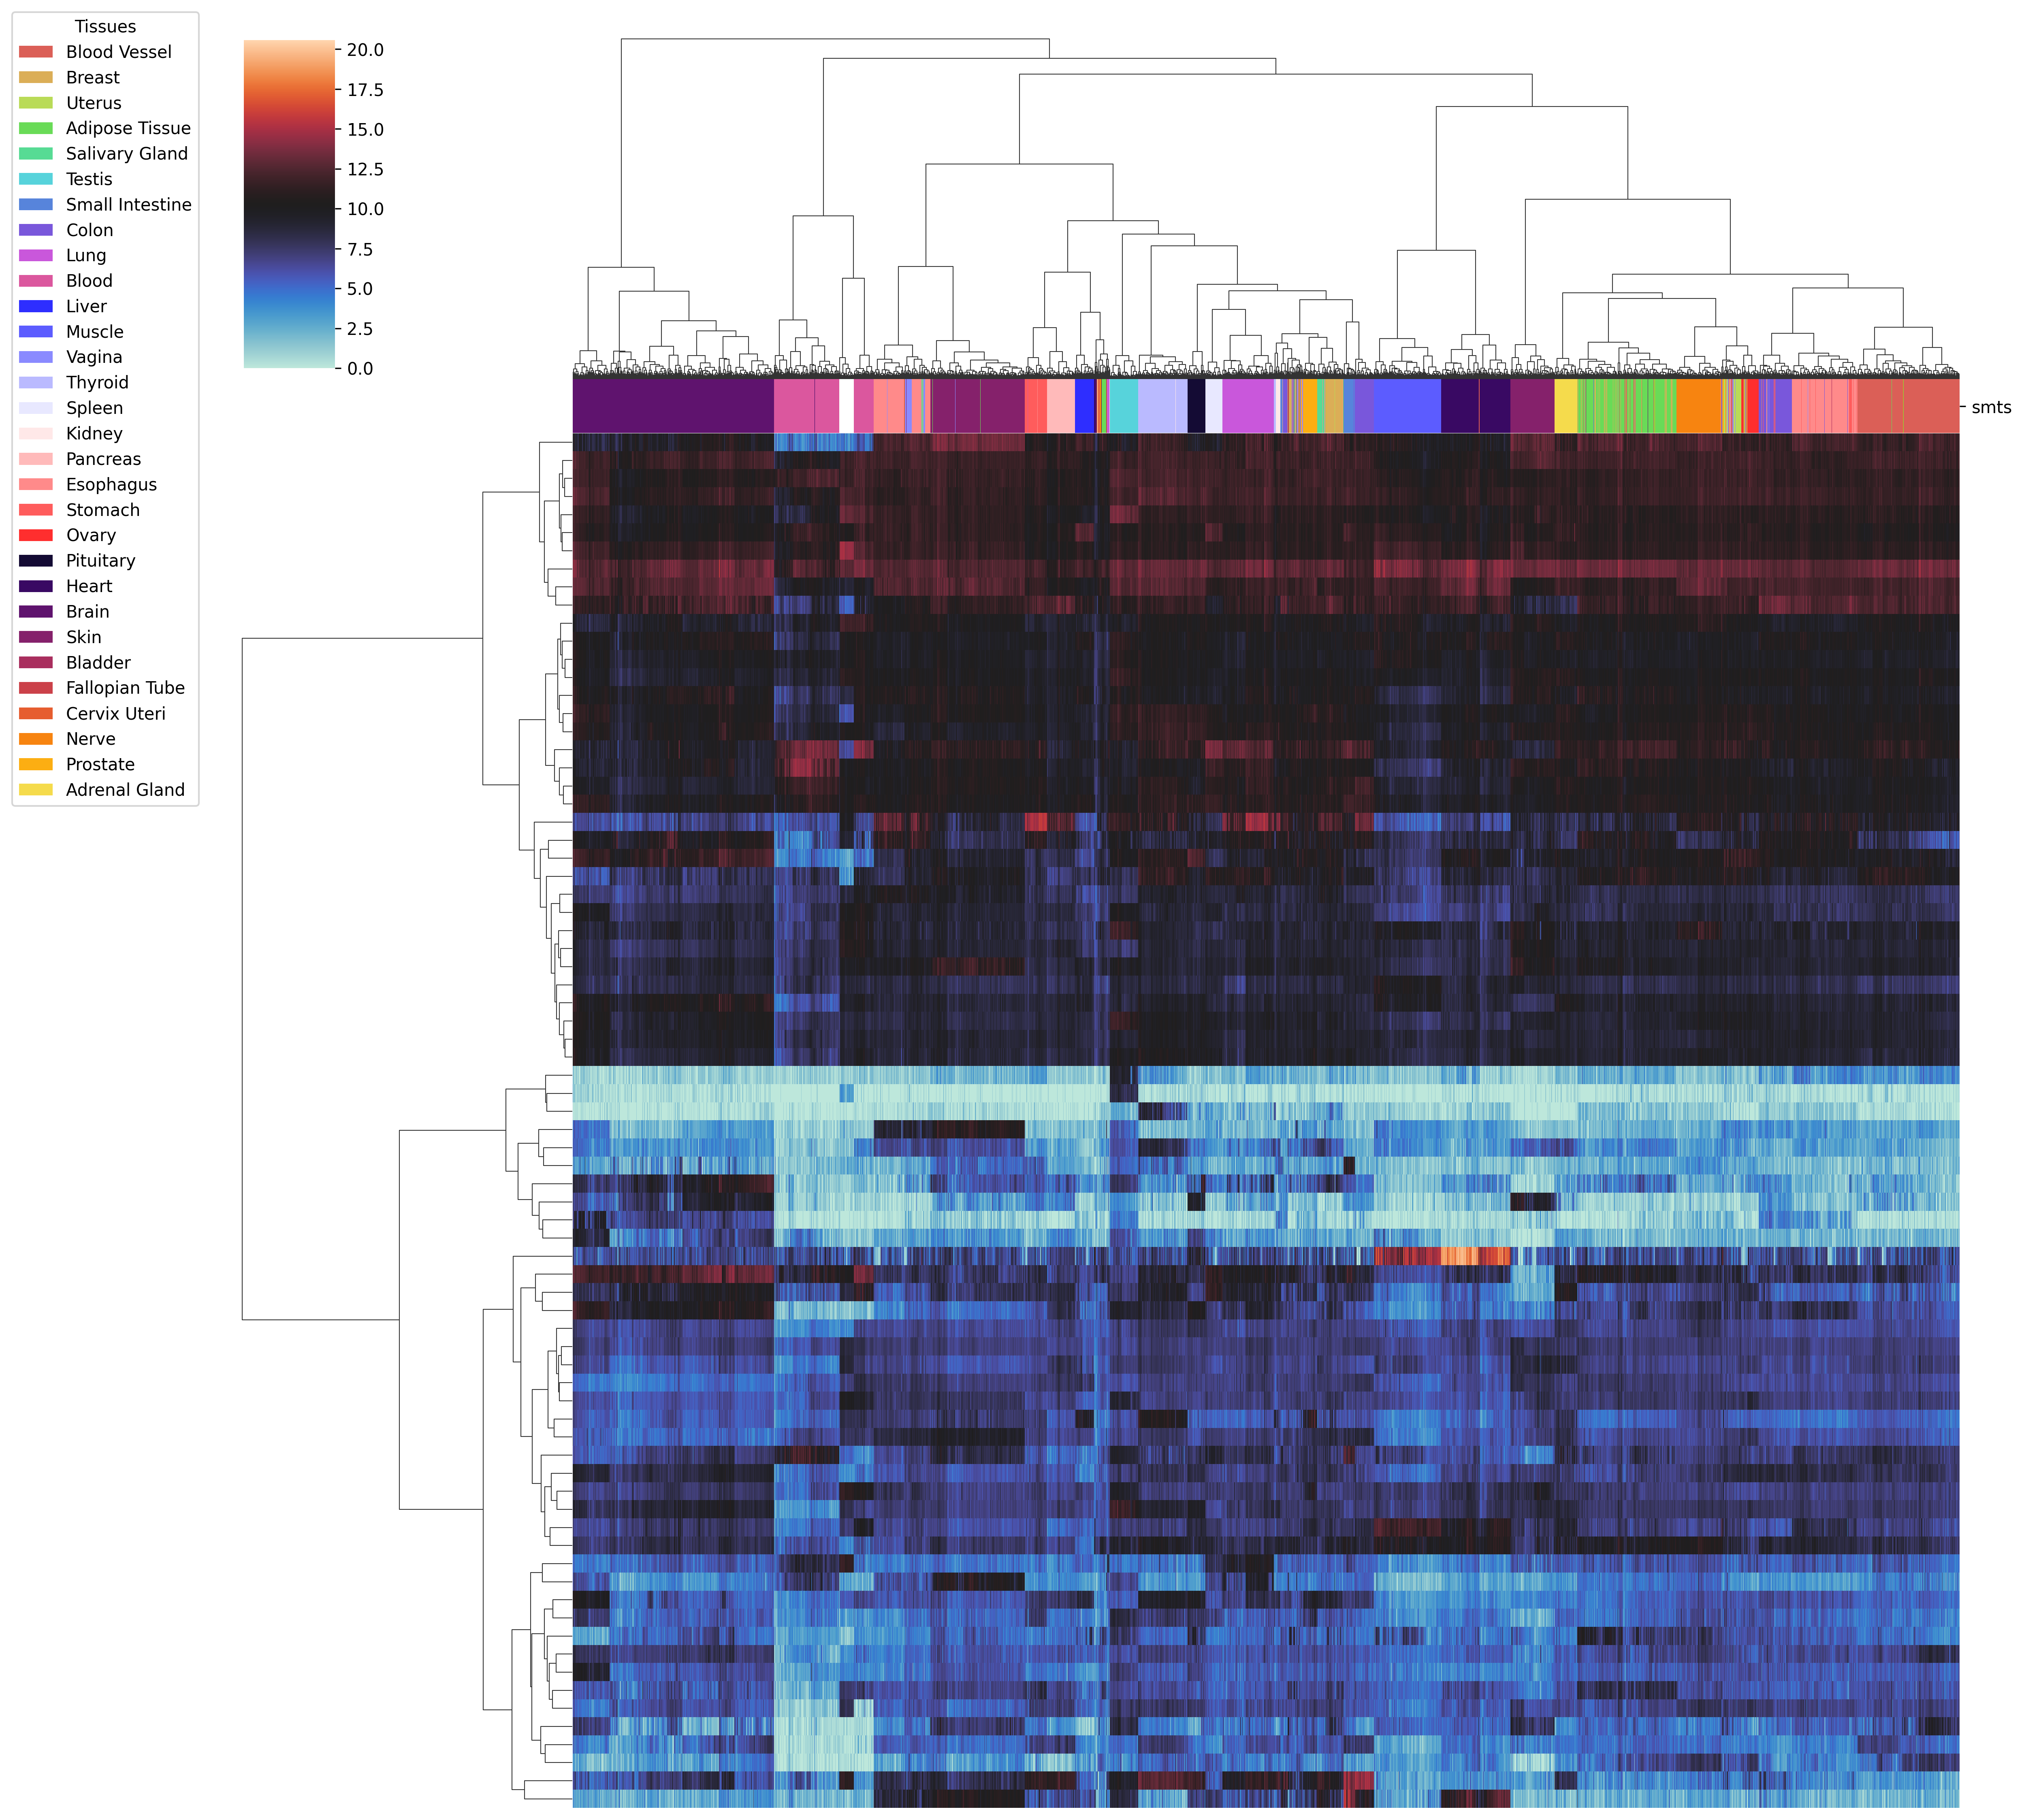 Tissues
Blood Vessel
Breast
Uterus
Adipose Tissue
Salivary Gland
Testis
Small Intestine
Colon
Lung
Blood
Liver
Muscle
Vagina
Thyroid
Spleen
Kidney
Pancreas
Esophagus
Stomach
Ovary
Pituitary
Heart
Brain
Skin
Bladder
Fallopian Tube
Cervix Uteri
Nerve
Prostate
Adrenal Gland
20.0
17.5
15.0
12.5
10.0
7.5
5.0
2.5
0.0
smts